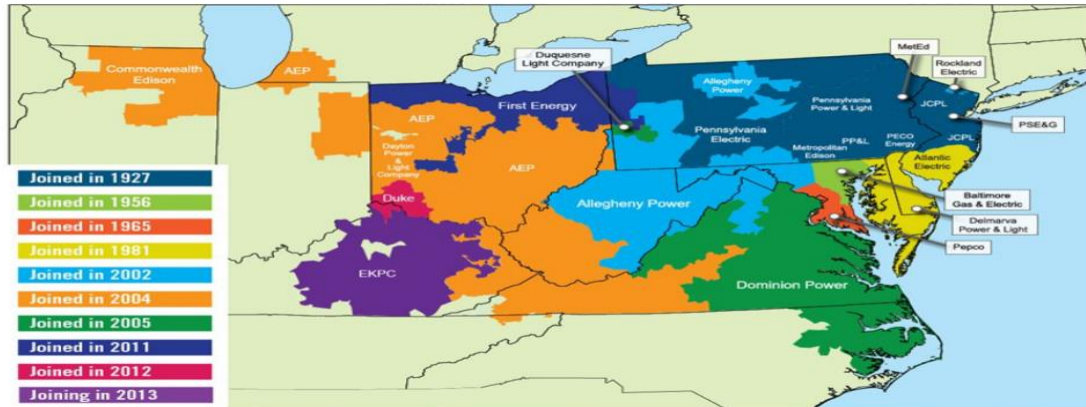 Commonwealth
Edison
AEP
Duquesne
Light Company
MetEd
Rockland
Electric
Allegheny
Power
First Energy
Pennsylvania
Power & Light
JCPL
PSE&G
AEP
Pennsylvania
Electric
PP&L
PECO
Energy
JCPL
Metropolitan
Edison
Dayton
Power
&
Light
Company
AEP
Atlantic
Electric
Duke
Allegheny Power
Baltimore
Gas & Electric
Delmarva
Power & Light
Pepco
EKPC
Dominion Power
Joined in 1927
Joined in 1956
Joined in 1965
Joined in 1981
Joined in 2002
Joined in 2004
Joined in 2005
Joined in 2011
Joined in 2012
Joining in 2013